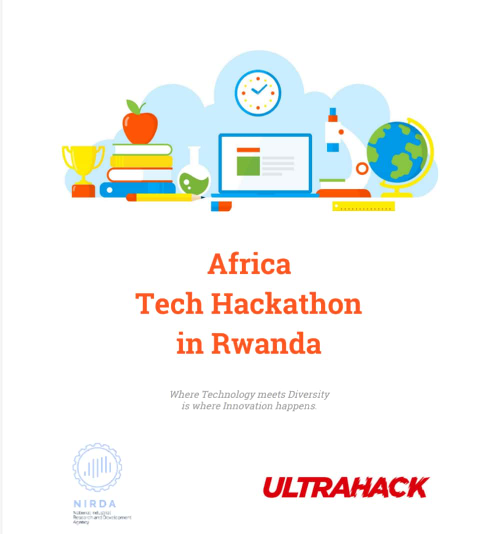 Africa
Tech Hackathon
in Rwanda
Where Technology meets Diversity
is where Innovation happens.
NIRDA
National Industrial
Research and Development
Agency
ULTRAHACK